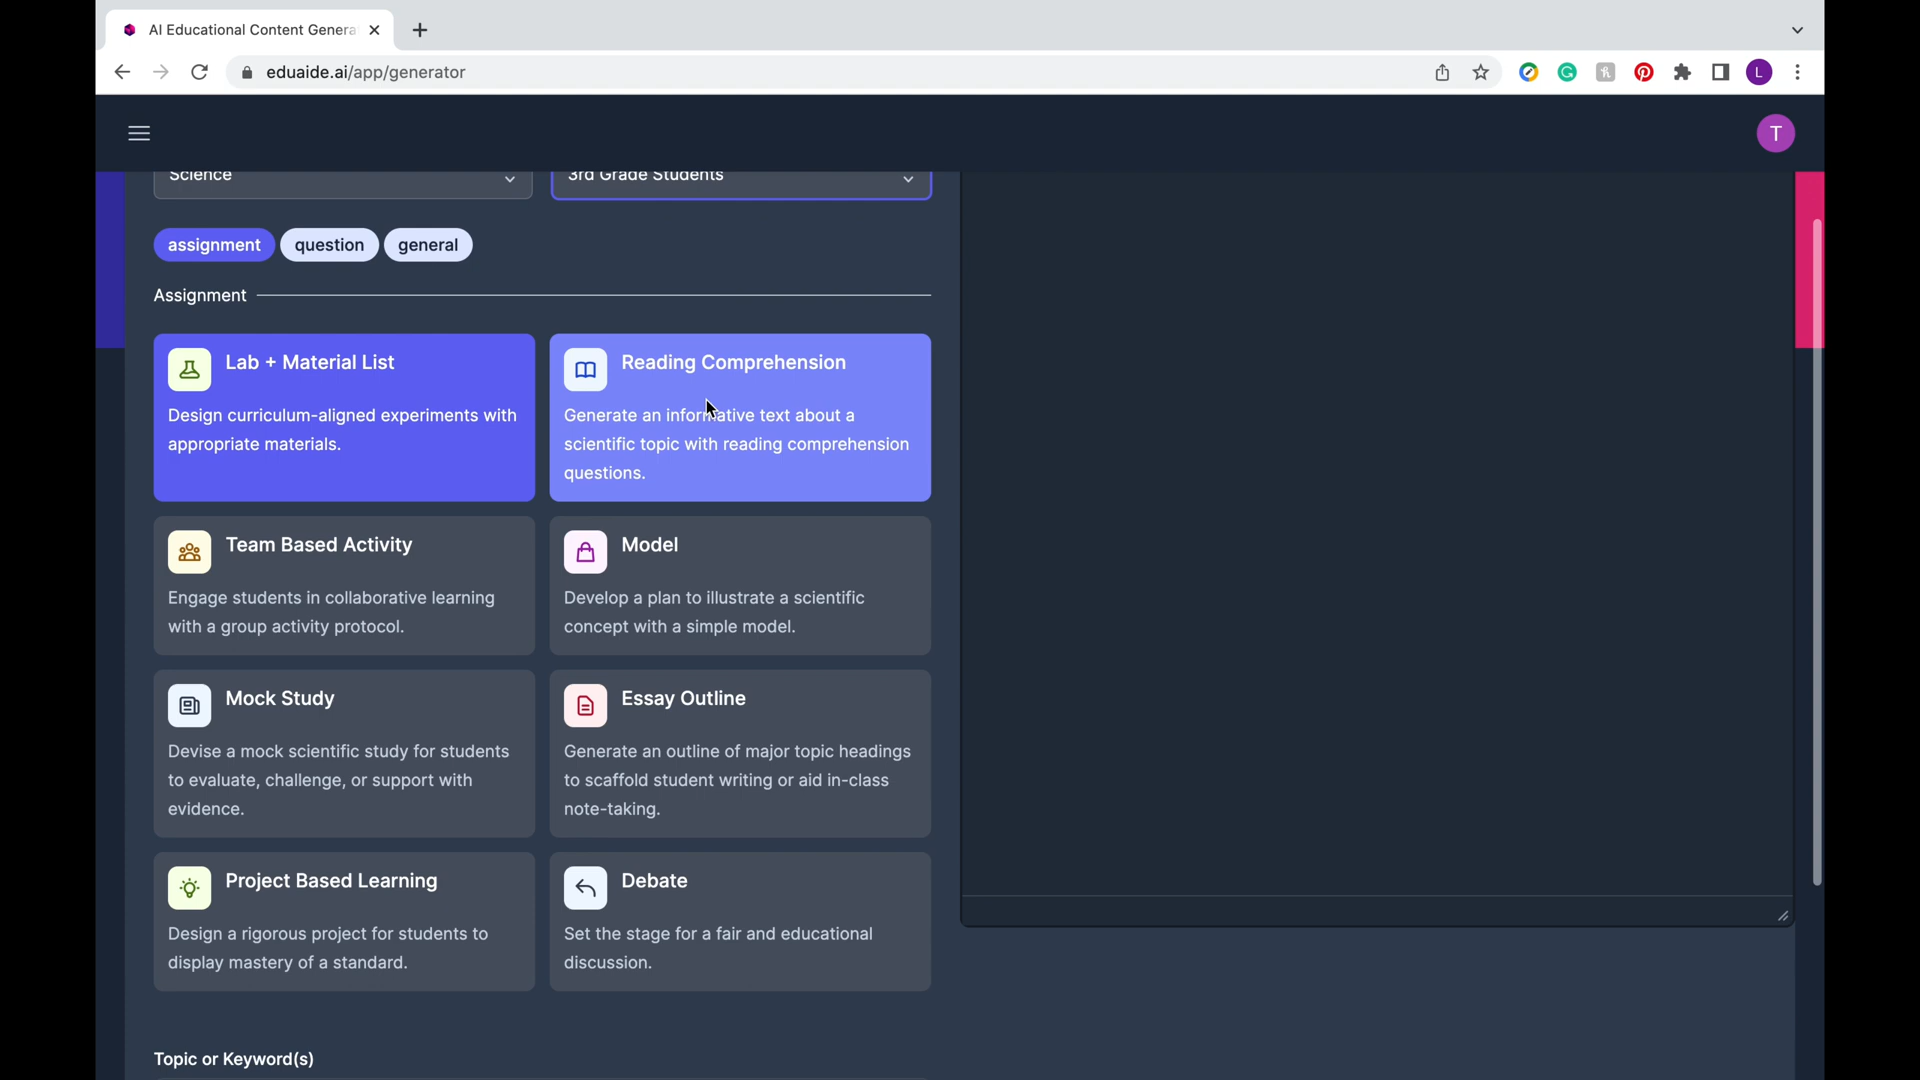 AI Educational Content Genera
eduaide.ai/app/generator
L
T
Science
3rd Grade Students
assignment
question
general
Assignment
Lab + Material List
Design curriculum-aligned experiments with
appropriate materials.
Reading Comprehension
Generate an informative text about a
scientific topic with reading comprehension
questions.
Team Based Activity
Engage students in collaborative learning
with a group activity protocol.
Model
Develop a plan to illustrate a scientific
concept with a simple model.
Mock Study
Devise a mock scientific study for students
to evaluate, challenge, or support with
evidence.
Essay Outline
Generate an outline of major topic headings
to scaffold student writing or aid in-class
note-taking.
Project Based Learning
Design a rigorous project for students to
display mastery of a standard.
Debate
Set the stage for a fair and educational
discussion.
Topic or Keyword(s)